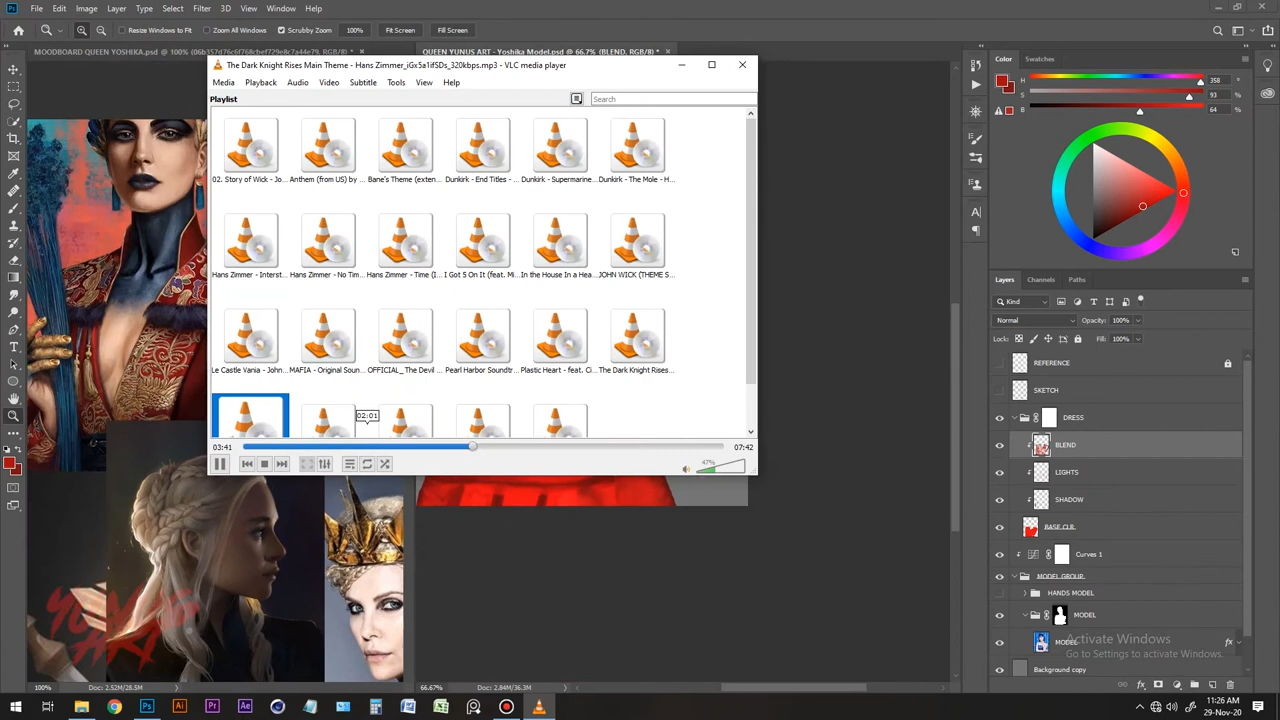 File Edit Image Layer Type Select Filter 3D View Window Help
Resize Windows to Fit Zoom All Windows Scrubby Zoom 100% Fit Screen Fill Screen
MOODBOARD QUEEN YOSHIKA.psd @ 100% (06b357d76c6f768cbef729e8c7a44e79, RGB/8) *
QUEEN YUNUS ART - Yoshika Model.psd @ 66.7% (BLEND, RGB/8) *
The Dark Knight Rises Main Theme - Hans Zimmer_iGx5a1ifSDs_320kbps.mp3 - VLC media player
Media Playback Audio Video Subtitle Tools View Help
Playlist
Search
02. Story of Wick - Jo... Anthem (from US) by ... Bane's Theme (exten... Dunkirk - End Titles - ... Dunkirk - Supermarine... Dunkirk - The Mole - H...
Hans Zimmer - Interst... Hans Zimmer - No Tim... Hans Zimmer - Time (I... I Got 5 On It (feat. Mi... In the House In a Hea... JOHN WICK (THEME S...
Le Castle Vania - John... MAFIA - Original Soun... OFFICIAL_ The Devil ... Pearl Harbor Soundtr... Plastic Heart - feat. Ci... The Dark Knight Rises...
02:01
03:41
07:42
47%
Color Swatches
H 358 °
S 93 %
B 64 %
Layers Channels Paths
Kind
Normal Opacity: 100%
Lock: Fill: 100%
REFERENCE
SKETCH
DRESS
BLEND
LIGHTS
SHADOW
BASE CLR
Curves 1
MODEL GROUP
HANDS MODEL
MODEL
MODEL fx
Background copy
Activate Windows
Go to Settings to activate Windows.
100% Doc: 2.52M/28.5M
66.67% Doc: 2.84M/36.3M
11:26 AM
29-Nov-20